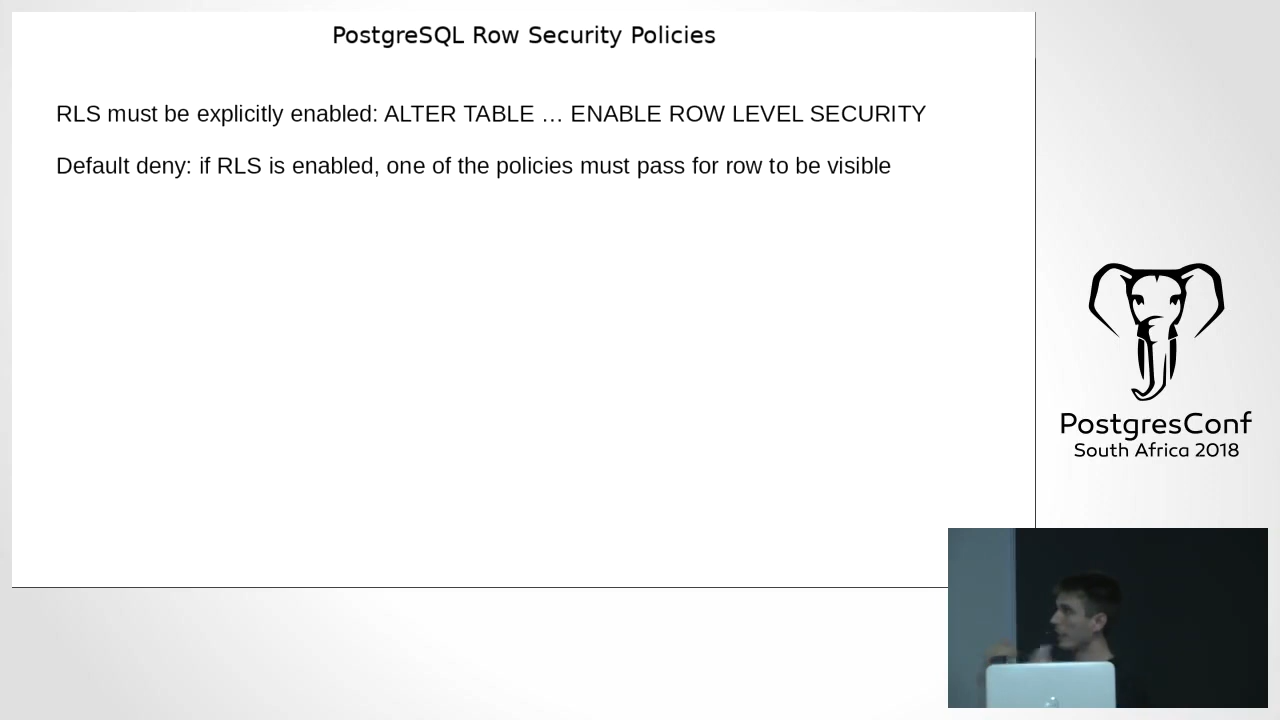 PostgreSQL Row Security Policies
RLS must be explicitly enabled: ALTER TABLE … ENABLE ROW LEVEL SECURITY
Default deny: if RLS is enabled, one of the policies must pass for row to be visible
PostgresConf
South Africa 2018